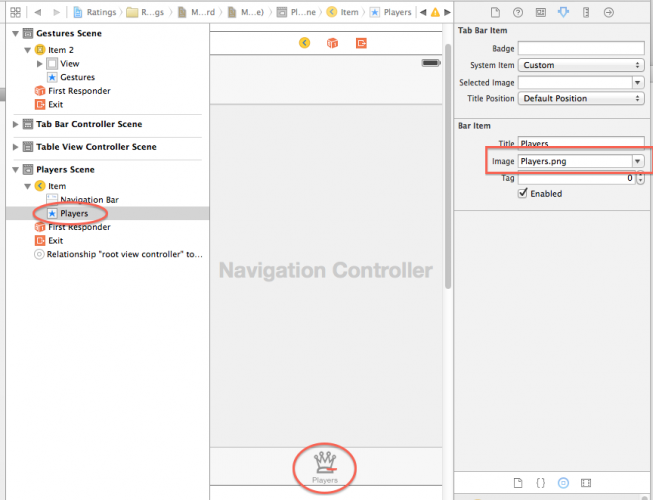 Ratings
R...gs
M...rd
M...e)
Pl...ne
Item
Players
Gestures Scene
Item 2
View
Gestures
First Responder
Exit
Tab Bar Controller Scene
Table View Controller Scene
Players Scene
Item
Navigation Bar
Players
First Responder
Exit
Relationship "root view controller" to...
Navigation Controller
Players
Tab Bar Item
Badge
System Item Custom
Selected Image
Title Position Default Position
Bar Item
Title Players
Image Players.png
Tag 0
Enabled
{ }